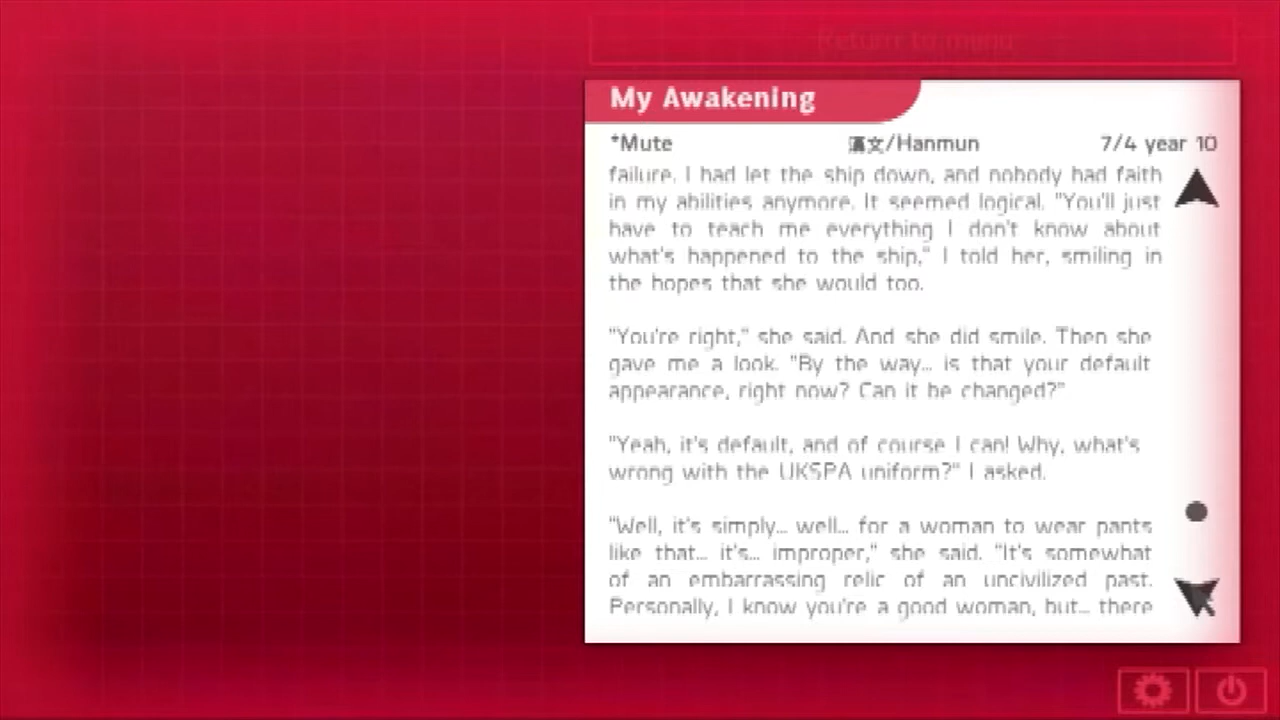 Return to menu
My Awakening
*Mute 漢文/Hanmun 7/4 year 10
failure. I had let the ship down, and nobody had faith
in my abilities anymore. It seemed logical. "You'll just
have to teach me everything I don't know about
what's happened to the ship," I told her, smiling in
the hopes that she would too.
"You're right," she said. And she did smile. Then she
gave me a look. "By the way... is that your default
appearance, right now? Can it be changed?"
"Yeah, it's default, and of course I can! Why, what's
wrong with the UKSPA uniform?" I asked.
"Well, it's simply... well... for a woman to wear pants
like that... it's... improper," she said. "It's somewhat
of an embarrassing relic of an uncivilized past.
Personally, I know you're a good woman, but... there